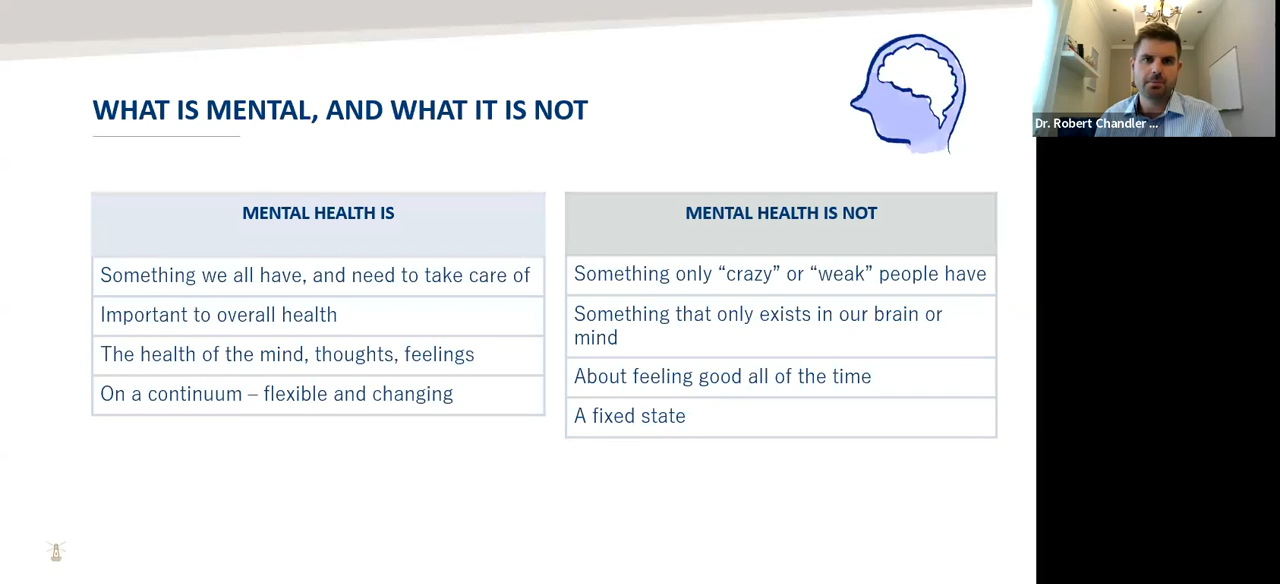 WHAT IS MENTAL, AND WHAT IT IS NOT
MENTAL HEALTH IS
Something we all have, and need to take care of
Important to overall health
The health of the mind, thoughts, feelings
On a continuum – flexible and changing
MENTAL HEALTH IS NOT
Something only “crazy” or “weak” people have
Something that only exists in our brain or
mind
About feeling good all of the time
A fixed state
Dr. Robert Chandler ...